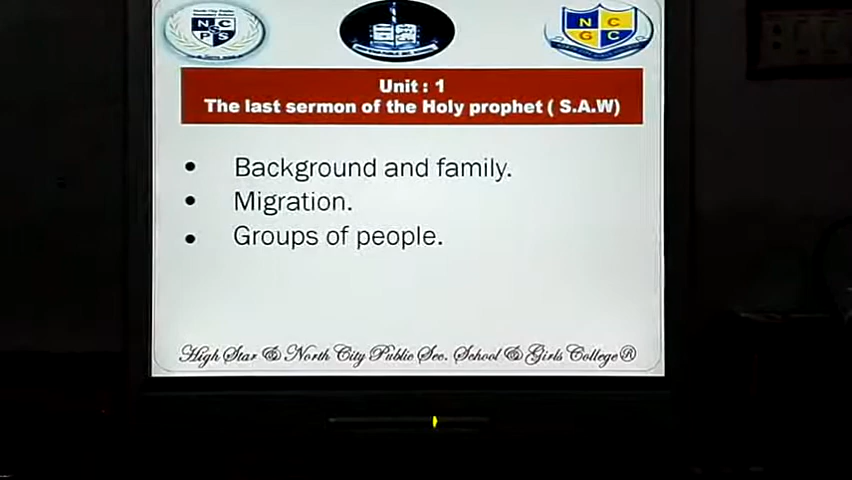 N C
P S
N C
G C
Unit : 1
The last sermon of the Holy prophet ( S.A.W)
• Background and family.
• Migration.
• Groups of people.
High Star & North City Public Sec. School & Girls College®